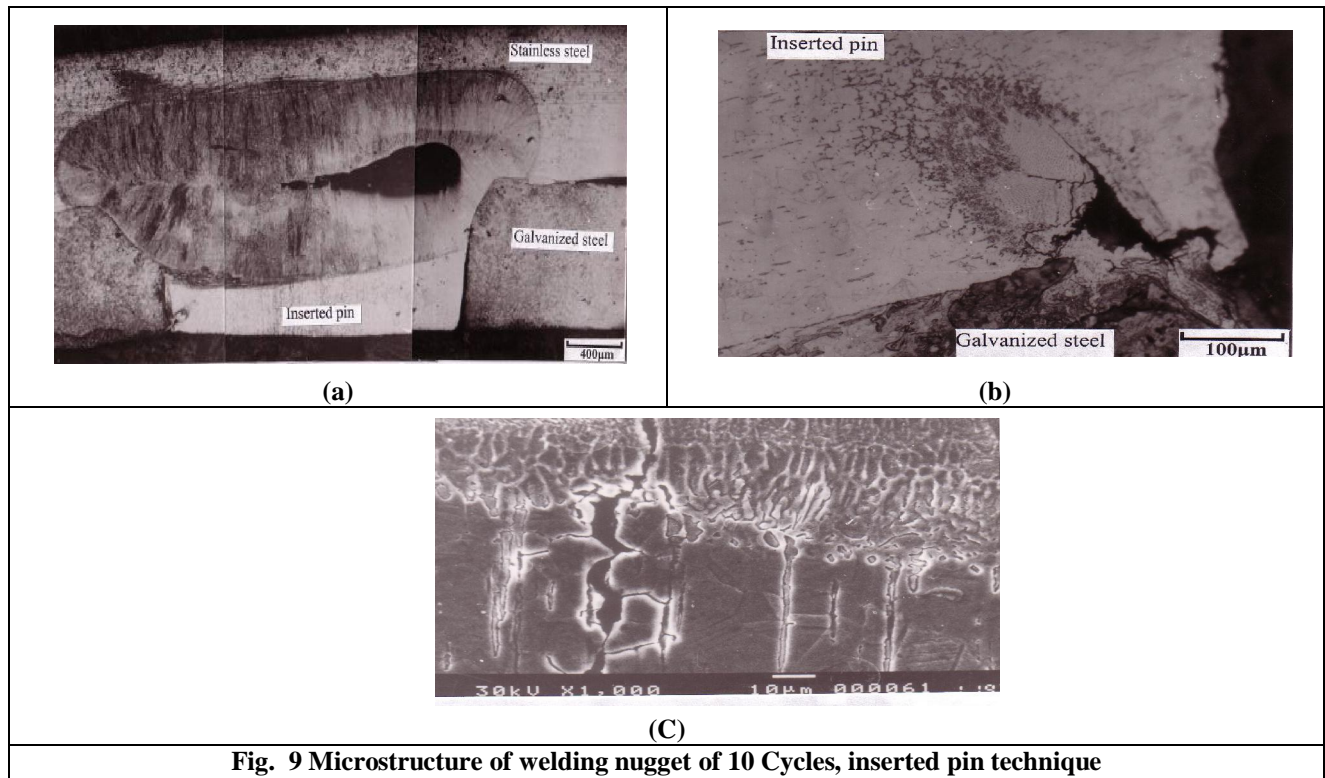 Stainless steel
Galvanized steel
Inserted pin
400µm
(a)
Inserted pin
Galvanized steel
100µm
(b)
30kV X1,000 10µm 000061
(C)
Fig. 9 Microstructure of welding nugget of 10 Cycles, inserted pin technique